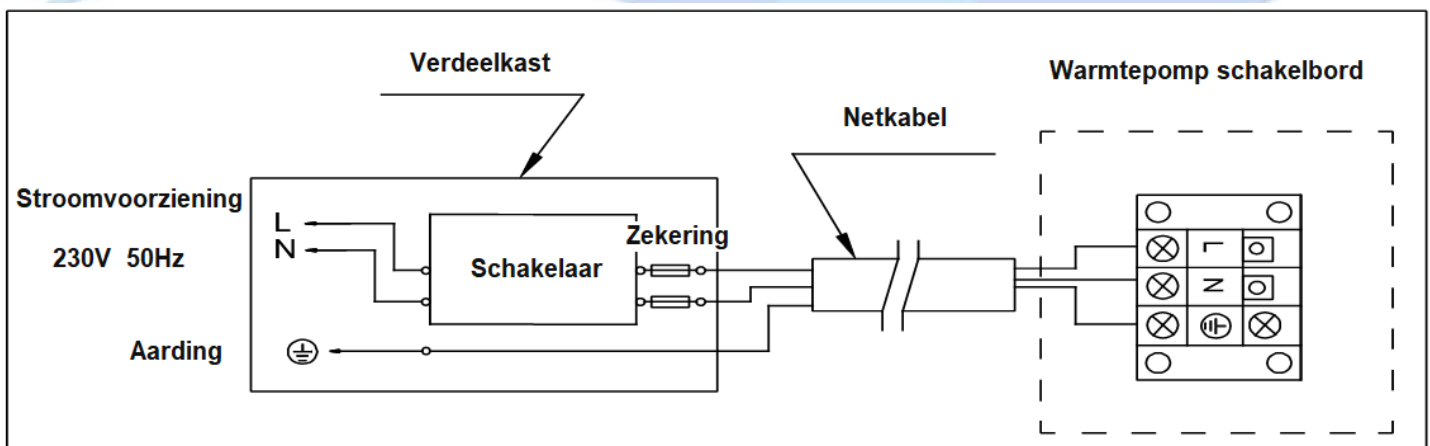 Verdeelkast
Warmtepomp schakelbord
Netkabel
Stroomvoorziening
230V 50Hz
L
N
Zekering
Schakelaar
Aarding
L
N